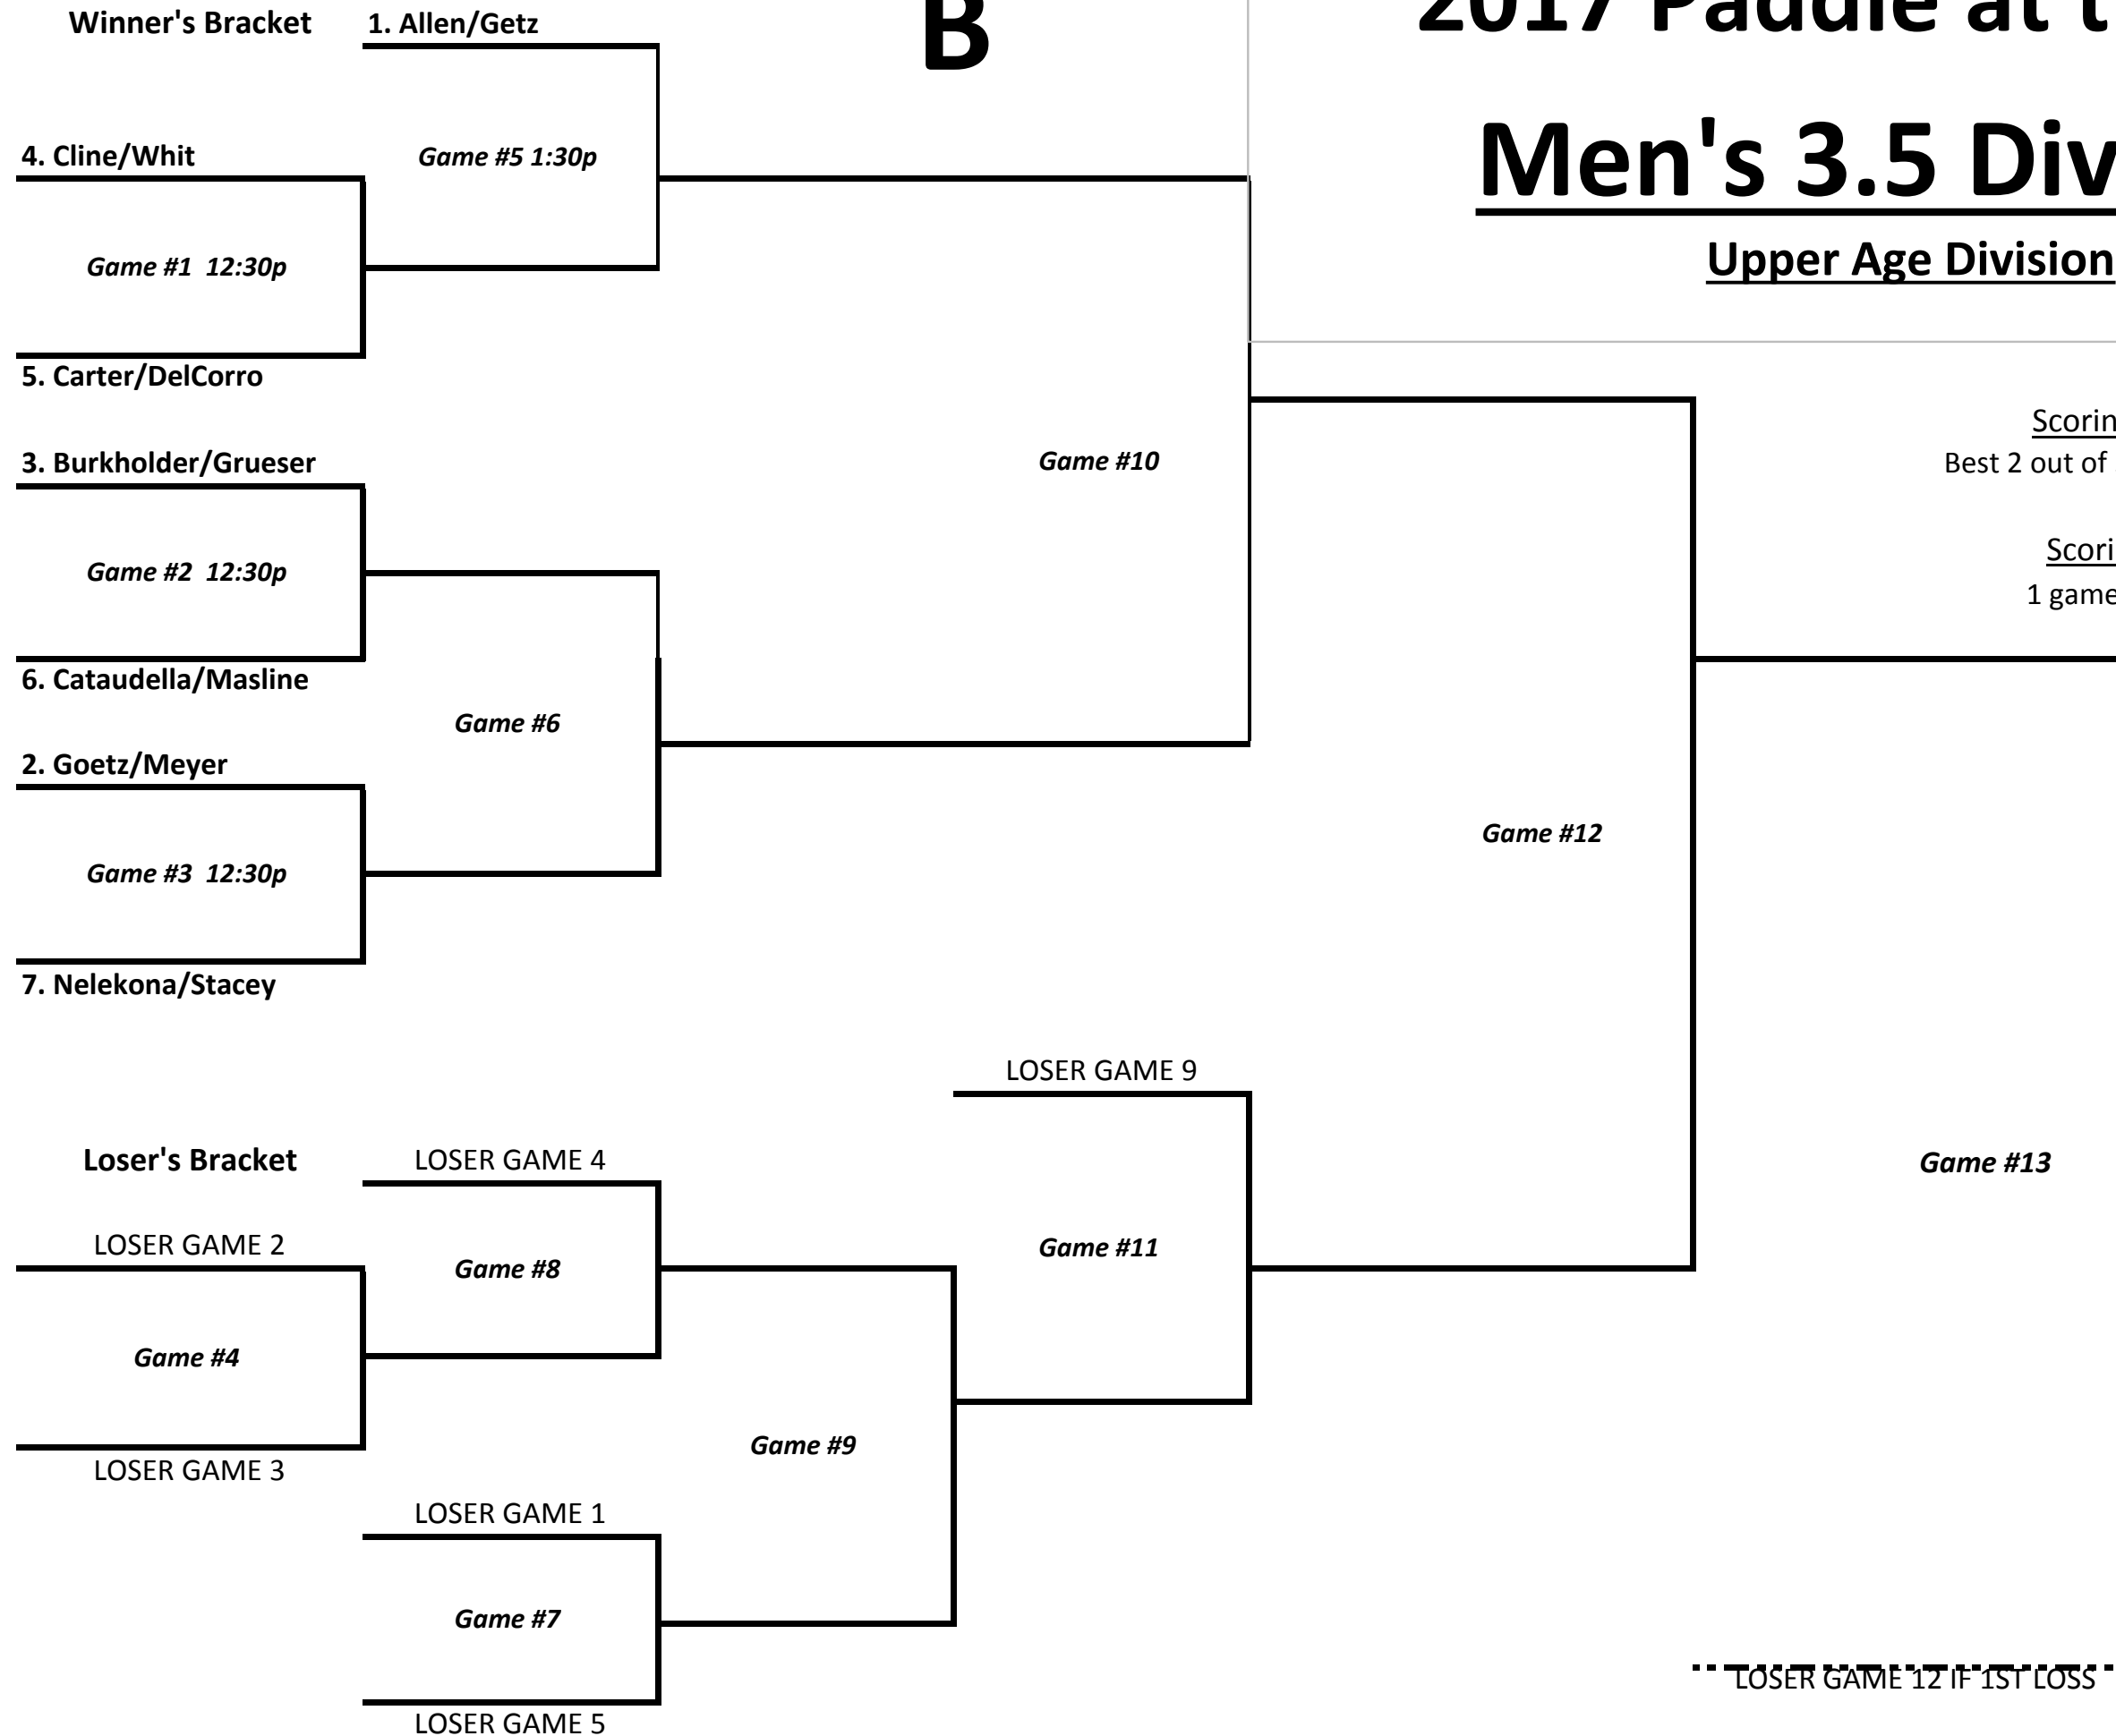 Winner's Bracket
1. Allen/Getz
B
2017 Paddle at t
Men's 3.5 Div
Upper Age Division
4. Cline/Whit
Game #5 1:30p
Game #1 12:30p
5. Carter/DelCorro
Scorin
Best 2 out of
3. Burkholder/Grueser
Game #10
Scori
1 game
Game #2 12:30p
6. Cataudella/Masline
Game #6
2. Goetz/Meyer
Game #12
Game #3 12:30p
7. Nelekona/Stacey
LOSER GAME 9
Loser's Bracket
LOSER GAME 4
Game #13
LOSER GAME 2
Game #8
Game #11
Game #4
Game #9
LOSER GAME 3
LOSER GAME 1
Game #7
LOSER GAME 12 IF 1ST LOSS
LOSER GAME 5